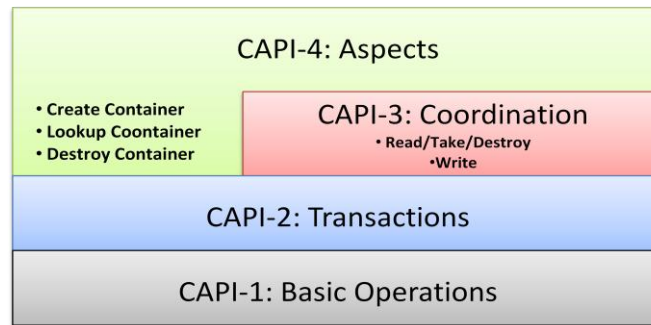 CAPI-4: Aspects
• Create Container
• Lookup Coontainer
• Destroy Container
CAPI-3: Coordination
• Read/Take/Destroy
•Write
CAPI-2: Transactions
CAPI-1: Basic Operations